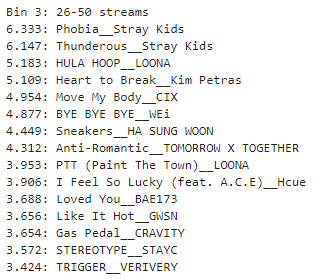 Bin 3: 26-50 streams
6.333: Phobia__Stray Kids
6.147: Thunderous__Stray Kids
5.183: HULA HOOP__LOONA
5.109: Heart to Break__Kim Petras
4.954: Move My Body__CIX
4.877: BYE BYE BYE__WEi
4.449: Sneakers__HA SUNG WOON
4.312: Anti-Romantic__TOMORROW X TOGETHER
3.953: PTT (Paint The Town)__LOONA
3.906: I Feel So Lucky (feat. A.C.E)__Hcue
3.688: Loved You__BAE173
3.656: Like It Hot__GWSN
3.654: Gas Pedal__CRAVITY
3.572: STEREOTYPE__STAYC
3.424: TRIGGER__VERIVERY